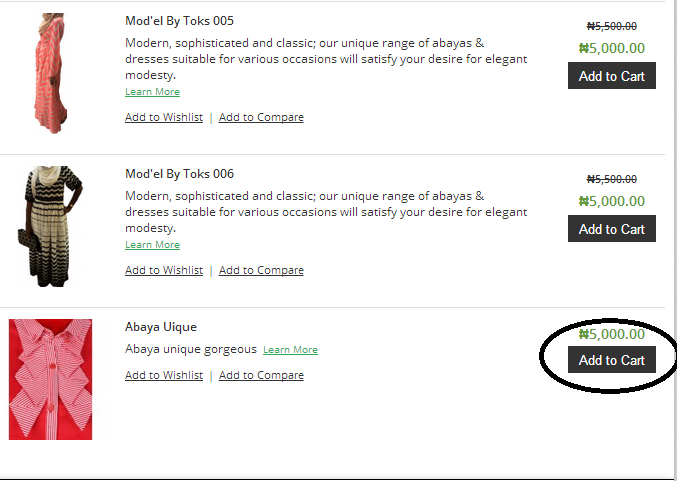 Mod'el By Toks 005
₦5,500.00
Modern, sophisticated and classic; our unique range of abayas &
dresses suitable for various occasions will satisfy your desire for elegant
modesty.
₦5,000.00
Add to Cart
Learn More
Add to Wishlist | Add to Compare
Mod'el By Toks 006
₦5,500.00
Modern, sophisticated and classic; our unique range of abayas &
dresses suitable for various occasions will satisfy your desire for elegant
modesty.
₦5,000.00
Add to Cart
Learn More
Add to Wishlist | Add to Compare
Abaya Uique
₦5,000.00
Abaya unique gorgeous Learn More
Add to Cart
Add to Wishlist | Add to Compare